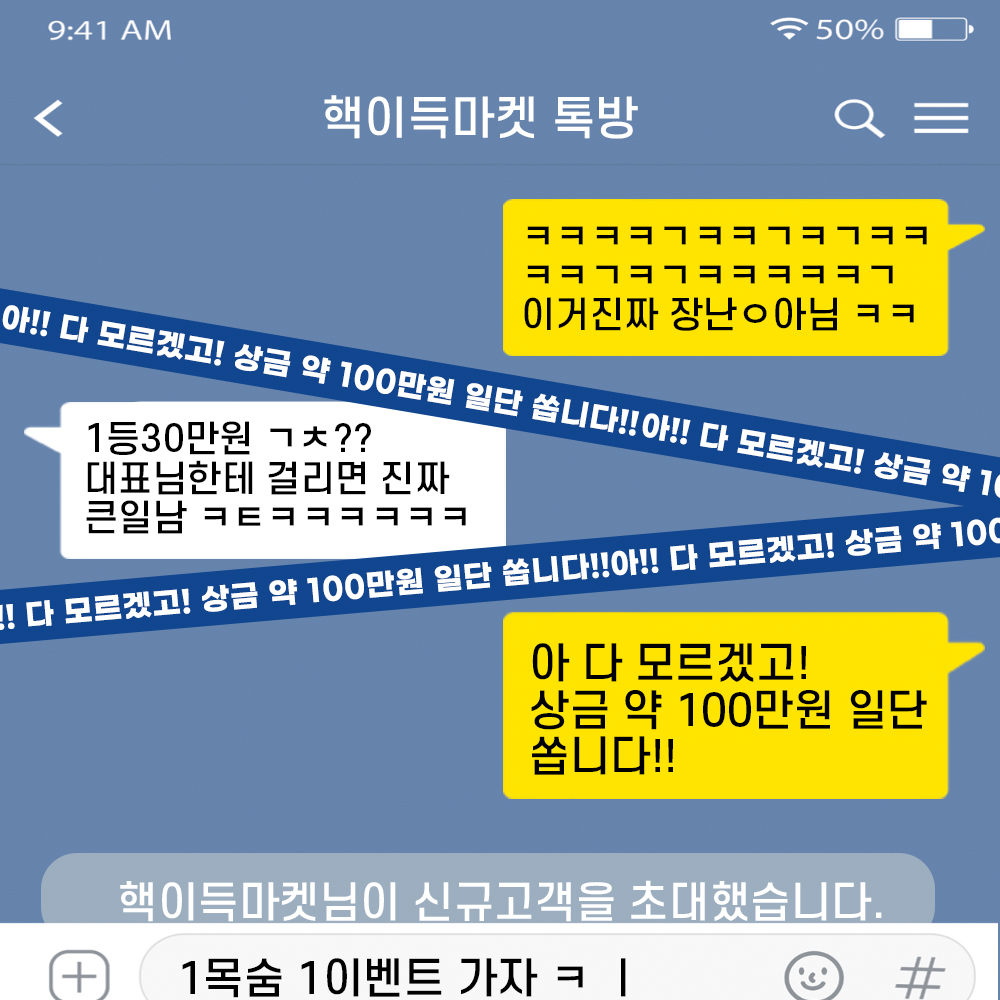 9:41 AM
50%
핵이득마켓 톡방
ㅋㅋㅋㅋㄱㅋㅋㄱㅋㄱㅋㅋ
ㅋㅋㄱㅋㄱㅋㅋㅋㅋㅋㄱ
이거진짜 장난ㅇ아님 ㅋㅋ
아!! 다 모르겠고! 상금 약 100만원 일단 쏩니다!!아!! 다 모르겠고! 상금 약 10
1등30만원 ㄱㅊ??
대표님한테 걸리면 진짜
큰일남 ㅋㅌㅋㅋㅋㅋㅋㅋ
!! 다 모르겠고! 상금 약 100만원 일단 쏩니다!!아!! 다 모르겠고! 상금 약 100
아 다 모르겠고!
상금 약 100만원 일단
쏩니다!!
핵이득마켓님이 신규고객을 초대했습니다.
1목숨 1이벤트 가자 ㅋ ㅣ
#